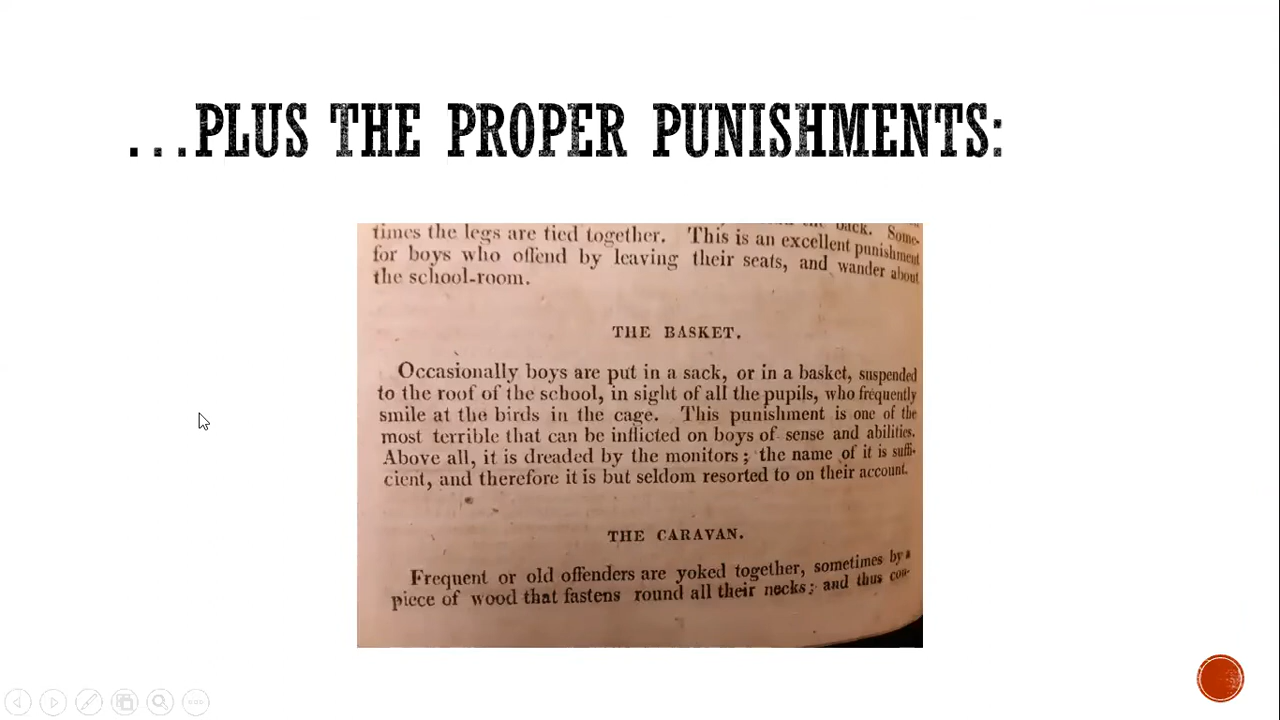 ...PLUS THE PROPER PUNISHMENTS:
back. Some-
times the legs are tied together. This is an excellent punishment
for boys who offend by leaving their seats, and wander about
the school-room.
THE BASKET.
Occasionally boys are put in a sack, or in a basket, suspended
to the roof of the school, in sight of all the pupils, who frequently
smile at the birds in the cage. This punishment is one of the
most terrible that can be inflicted on boys of sense and abilities.
Above all, it is dreaded by the monitors; the name of it is suffi-
cient, and therefore it is but seldom resorted to on their account.
THE CARAVAN.
Frequent or old offenders are yoked together, sometimes by a
piece of wood that fastens round all their necks; and thus con-